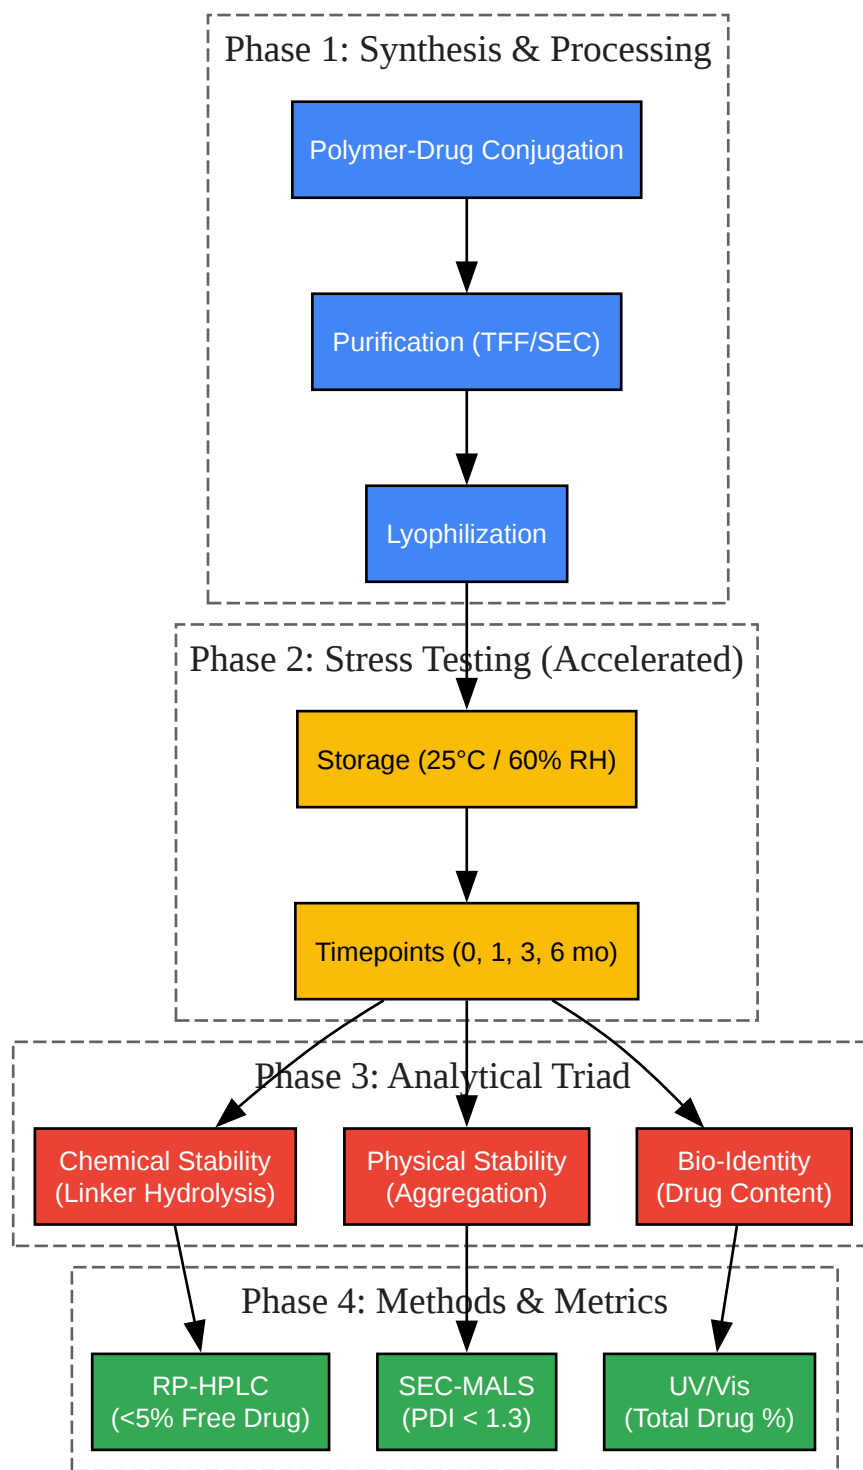 Phase 1: Synthesis & Processing
Polymer-Drug Conjugation
Purification (TFF/SEC)
Lyophilization
Phase 2: Stress Testing (Accelerated)
Storage (25°C / 60% RH)
Timepoints (0, 1, 3, 6 mo)
Phase 3: Analytical Triad
Chemical Stability
(Linker Hydrolysis)
Physical Stability
(Aggregation)
Bio-Identity
(Drug Content)
Phase 4: Methods & Metrics
RP-HPLC
(<5% Free Drug)
SEC-MALS
(PDI < 1.3)
UV/Vis
(Total Drug %)